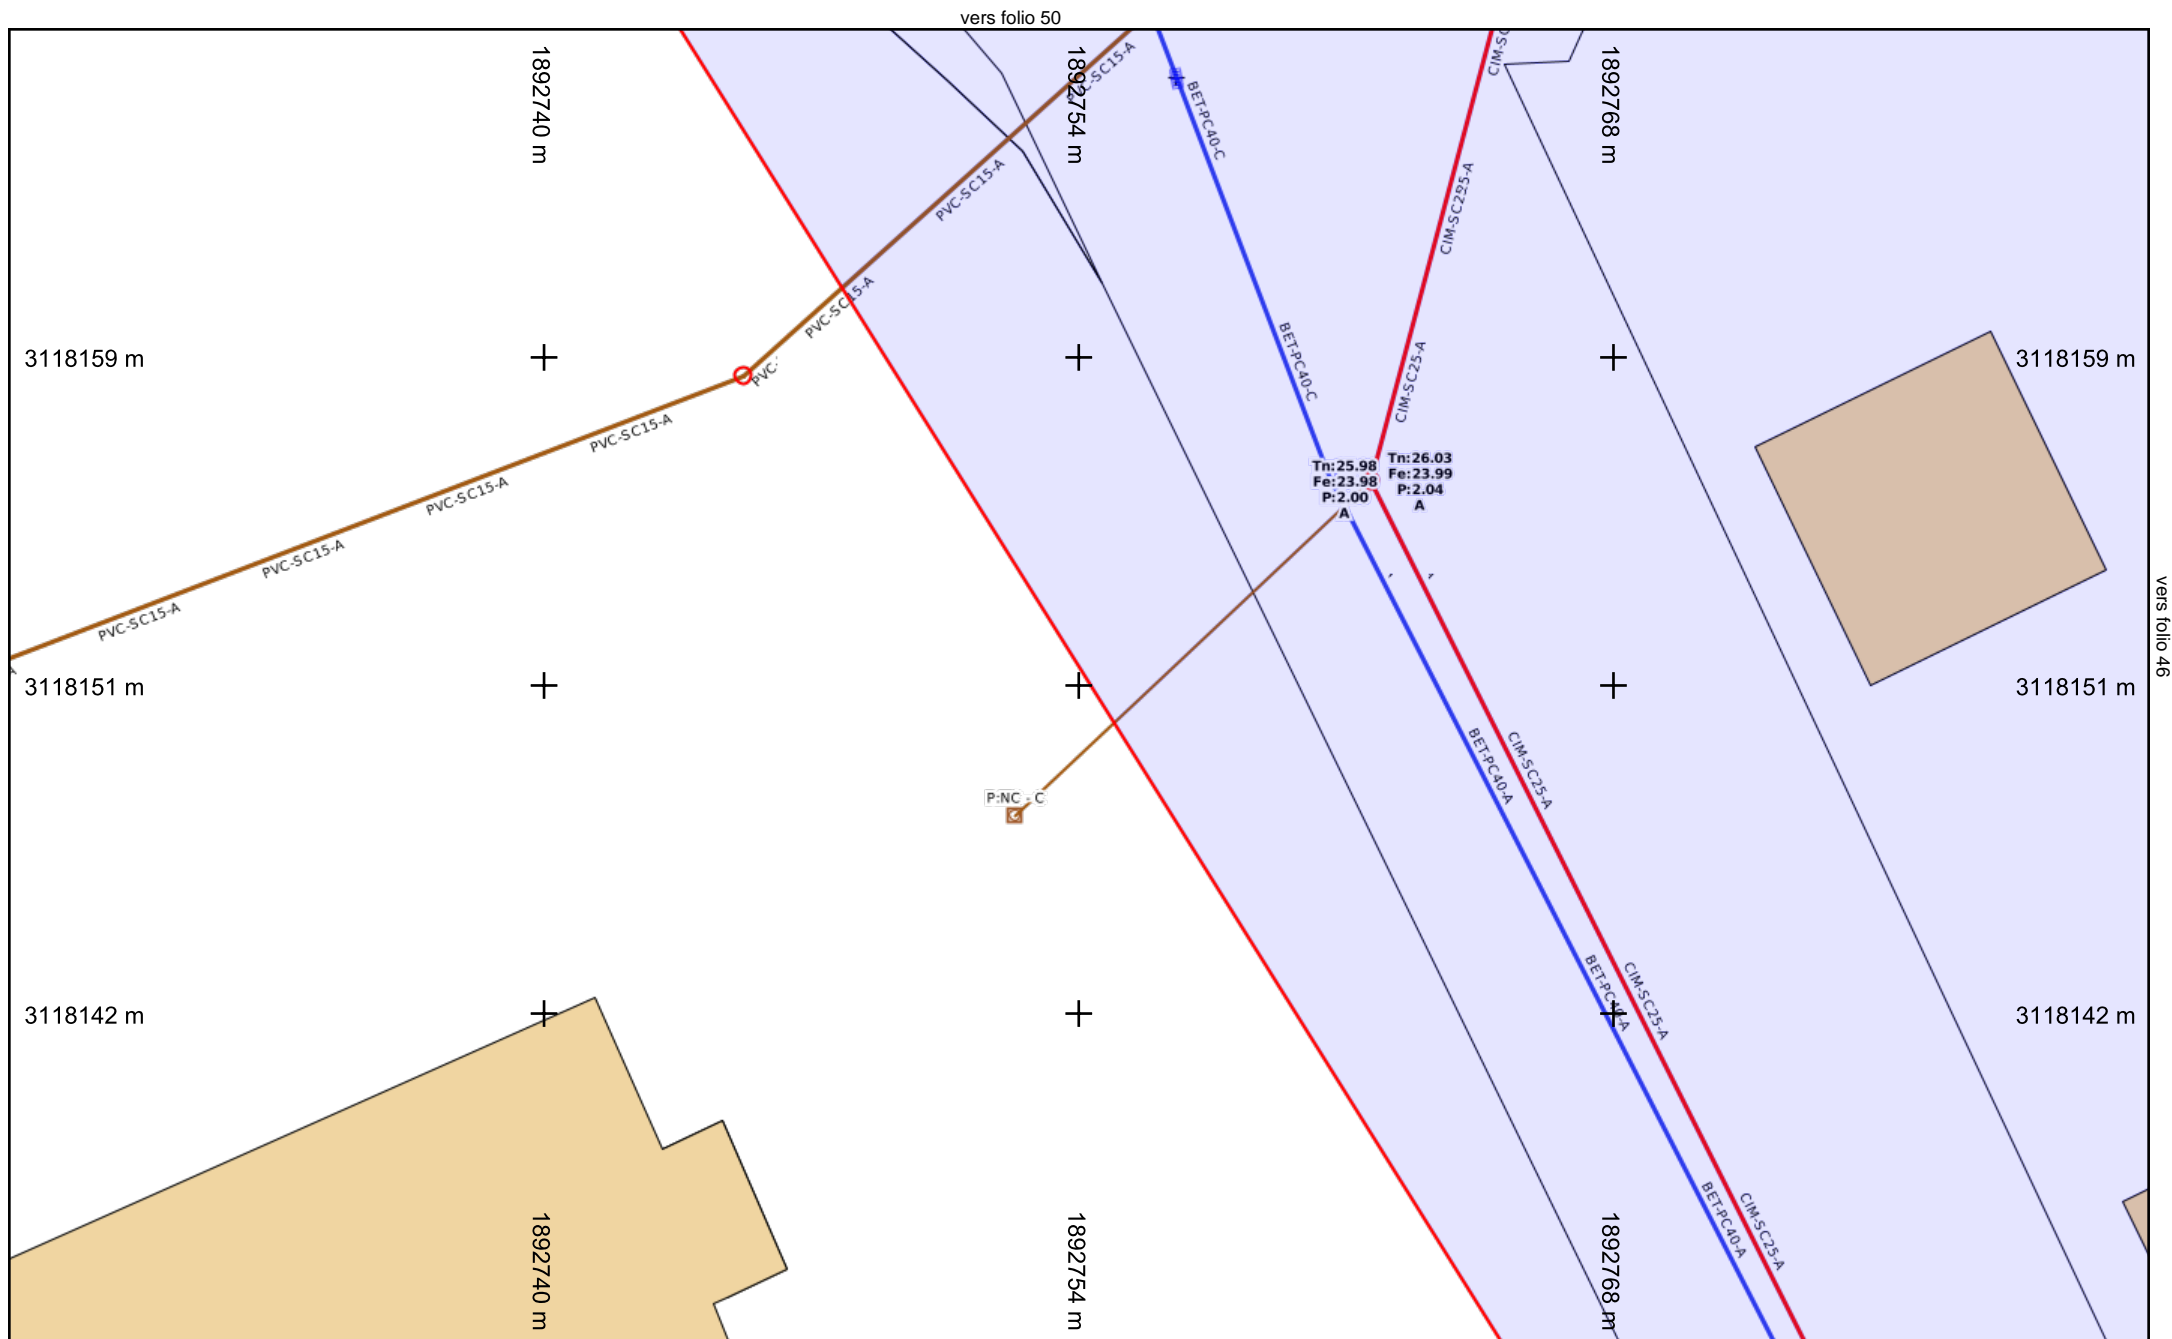 vers folio 50
1892740 m
1892754 m
1892768 m
PVC-SC15-A
BET-PC40-C
CIM-SC25-A
PVC-SC15-A
PVC-SC15-A
BET-PC40-C
CIM-SC25-A
3118159 m
3118159 m
PVC-SC15-A
PVC-SC15-A
PVC-SC15-A
PVC-SC15-A
Tn:25.98
Fe:23.98
P:2.00
A
Tn:26.03
Fe:23.99
P:2.04
A
vers folio 46
3118151 m
3118151 m
P:NC - C
BET-PC40-A
CIM-SC25-A
BET-PC40-A
CIM-SC25-A
3118142 m
3118142 m
BET-PC40-A
CIM-SC25-A
1892740 m
1892754 m
1892768 m